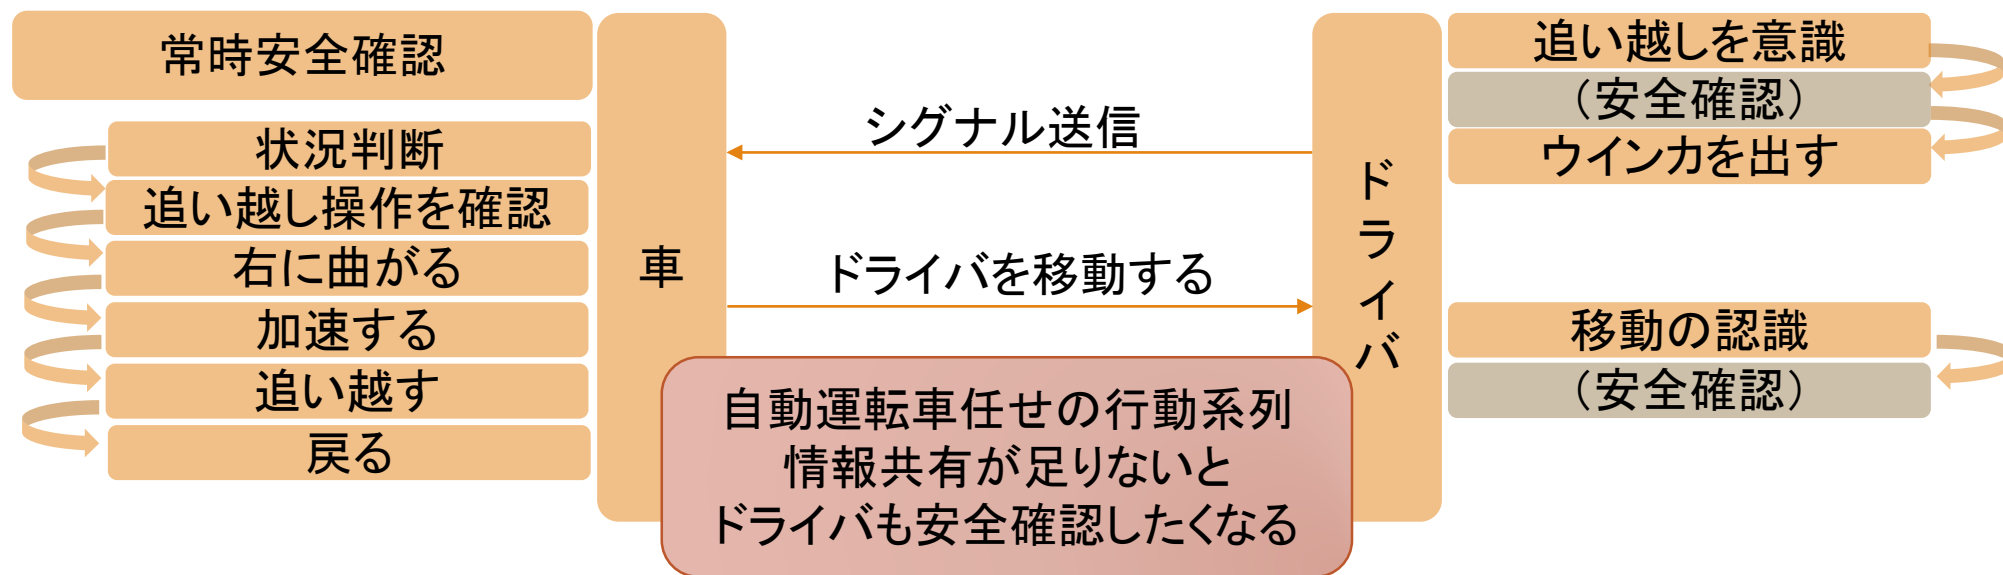 常時安全確認
状況判断
追い越し操作を確認
右に曲がる
加速する
追い越す
戻る
車
シグナル送信
ドライバを移動する
自動運転車任せの行動系列
情報共有が足りないと
ドライバも安全確認したくなる
ドライバ
追い越しを意識
（安全確認）
ウインカを出す
移動の認識
（安全確認）